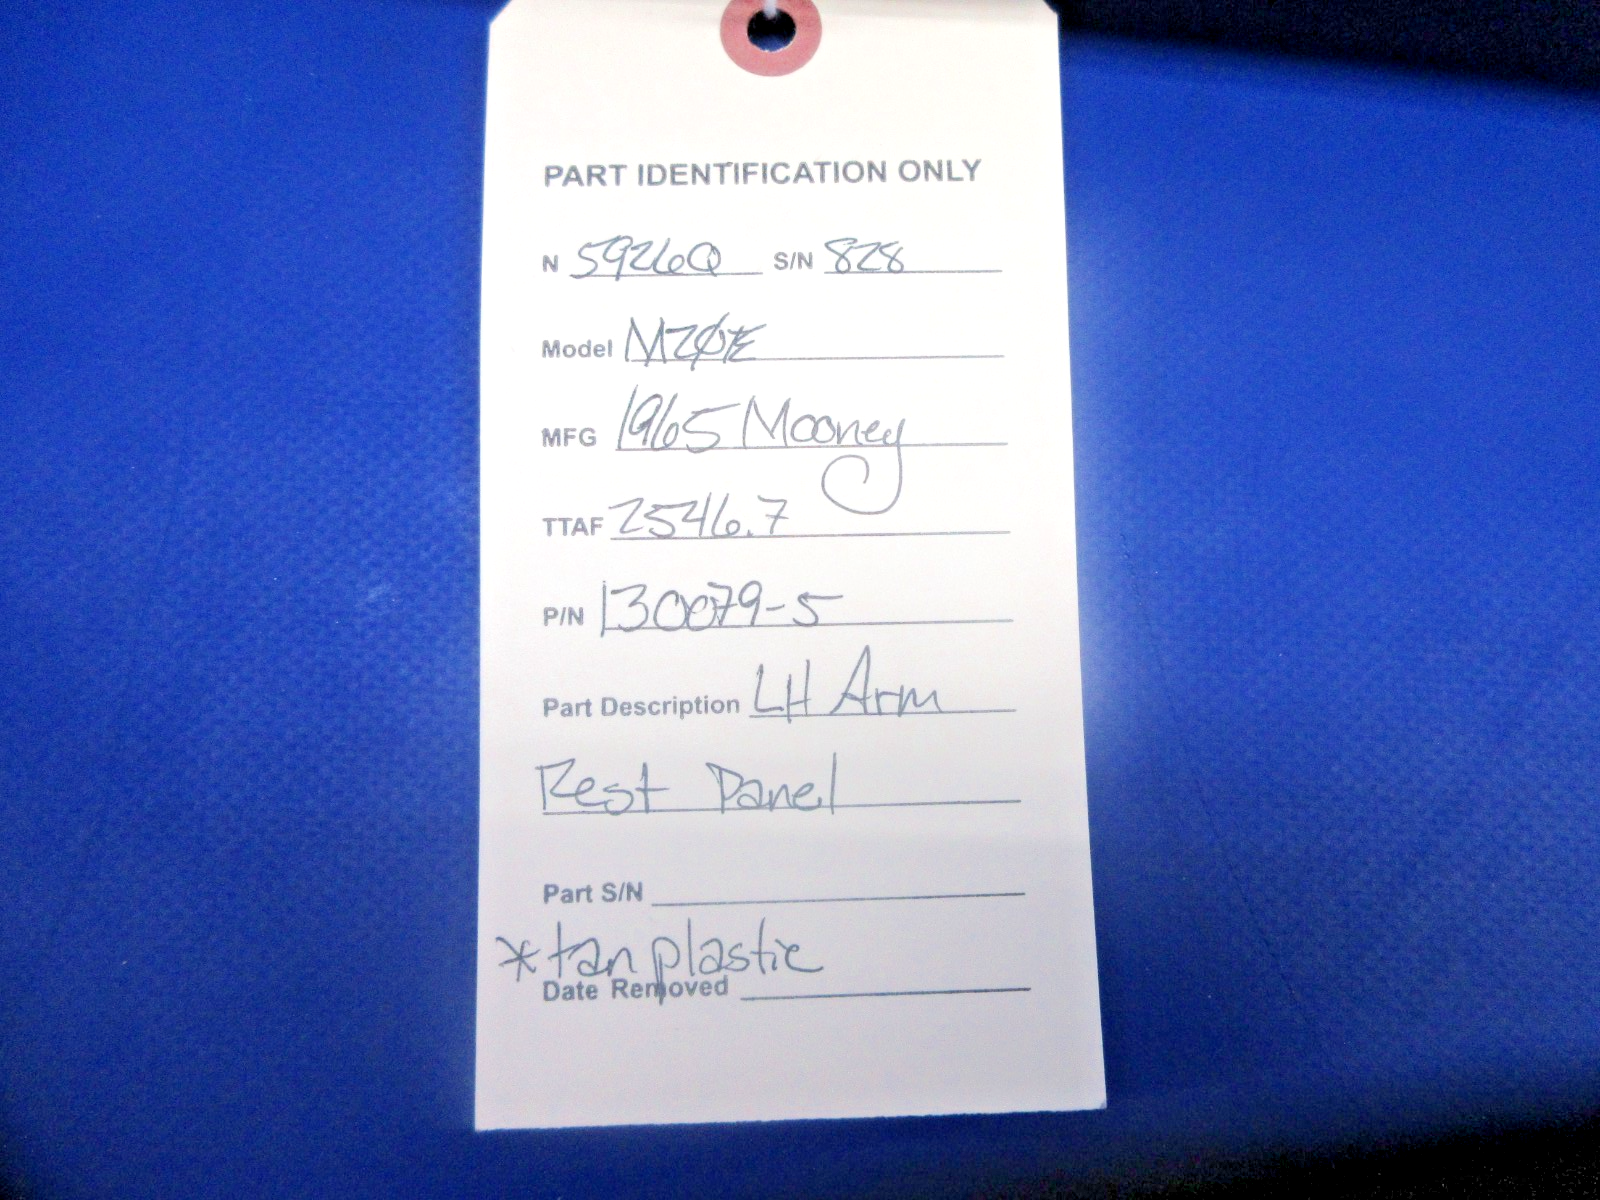 PART IDENTIFICATION ONLY
N 5926Q S/N 828
Model M2ØE
MFG 1965 Mooney
TTAF 2546.7
P/N 130079-5
Part Description LH Arm
Rest Panel
Part S/N
*tan plastic
Date Removed